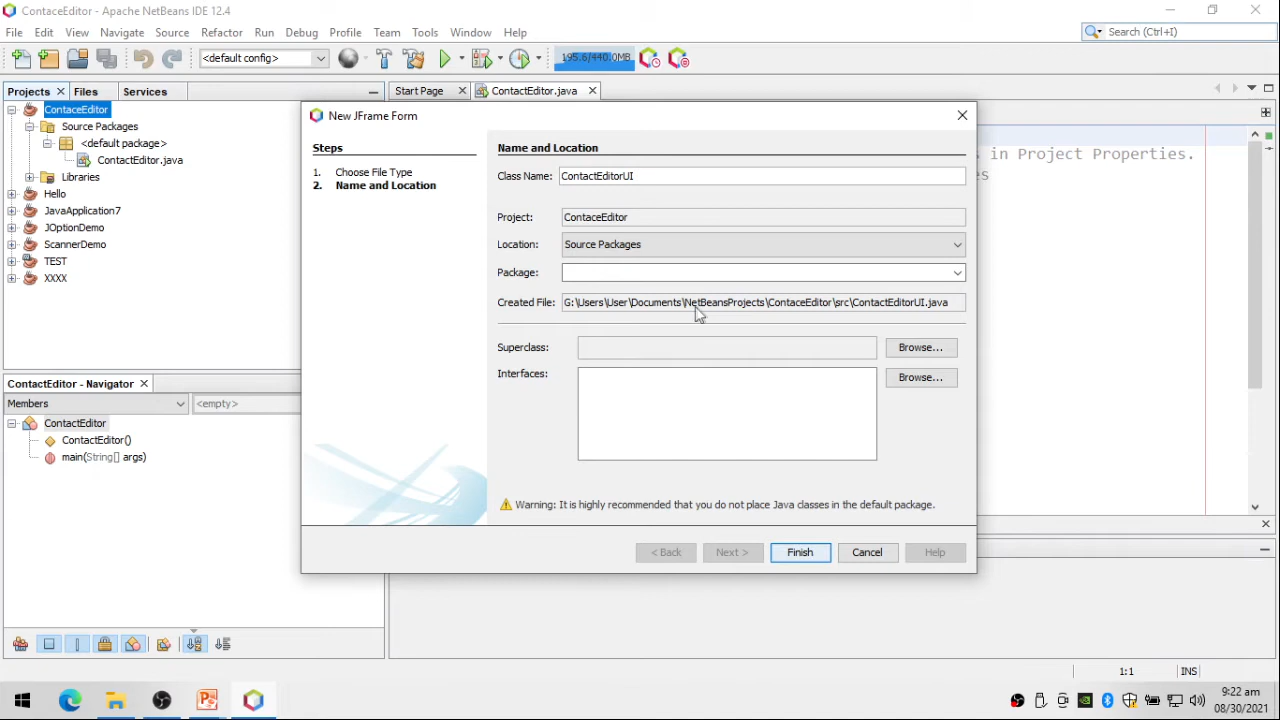 ContaceEditor - Apache NetBeans IDE 12.4
File Edit View Navigate Source Refactor Run Debug Profile Team Tools Window Help
Search (Ctrl+I)
<default config>
195.6/440.0MB
Projects
Files
Services
Start Page
ContactEditor.java
ContaceEditor
Source Packages
<default package>
ContactEditor.java
Libraries
Hello
JavaApplication7
JOptionDemo
ScannerDemo
TEST
XXXX
s in Project Properties.
es
New JFrame Form
Steps
1. Choose File Type
2. Name and Location
Name and Location
Class Name: ContactEditorUI
Project: ContaceEditor
Location: Source Packages
Package:
Created File: G:\Users\User\Documents\NetBeansProjects\ContaceEditor\src\ContactEditorUI.java
Superclass:
Browse...
Interfaces:
Browse...
Warning: It is highly recommended that you do not place Java classes in the default package.
< Back
Next >
Finish
Cancel
Help
ContactEditor - Navigator
Members
<empty>
ContactEditor
ContactEditor()
main(String[] args)
1:1
INS
9:22 am
08/30/2021